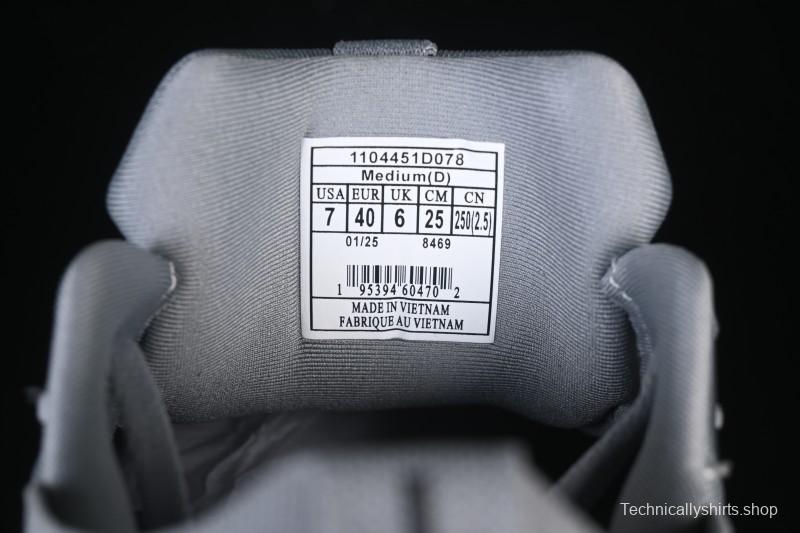 1104451D078
Medium(D)
USA EUR UK CM CN
7 40 6 25 250(2.5)
01/25 8469
1 95394 60470 2
MADE IN VIETNAM
FABRIQUE AU VIETNAM
Technicallyshirts.shop